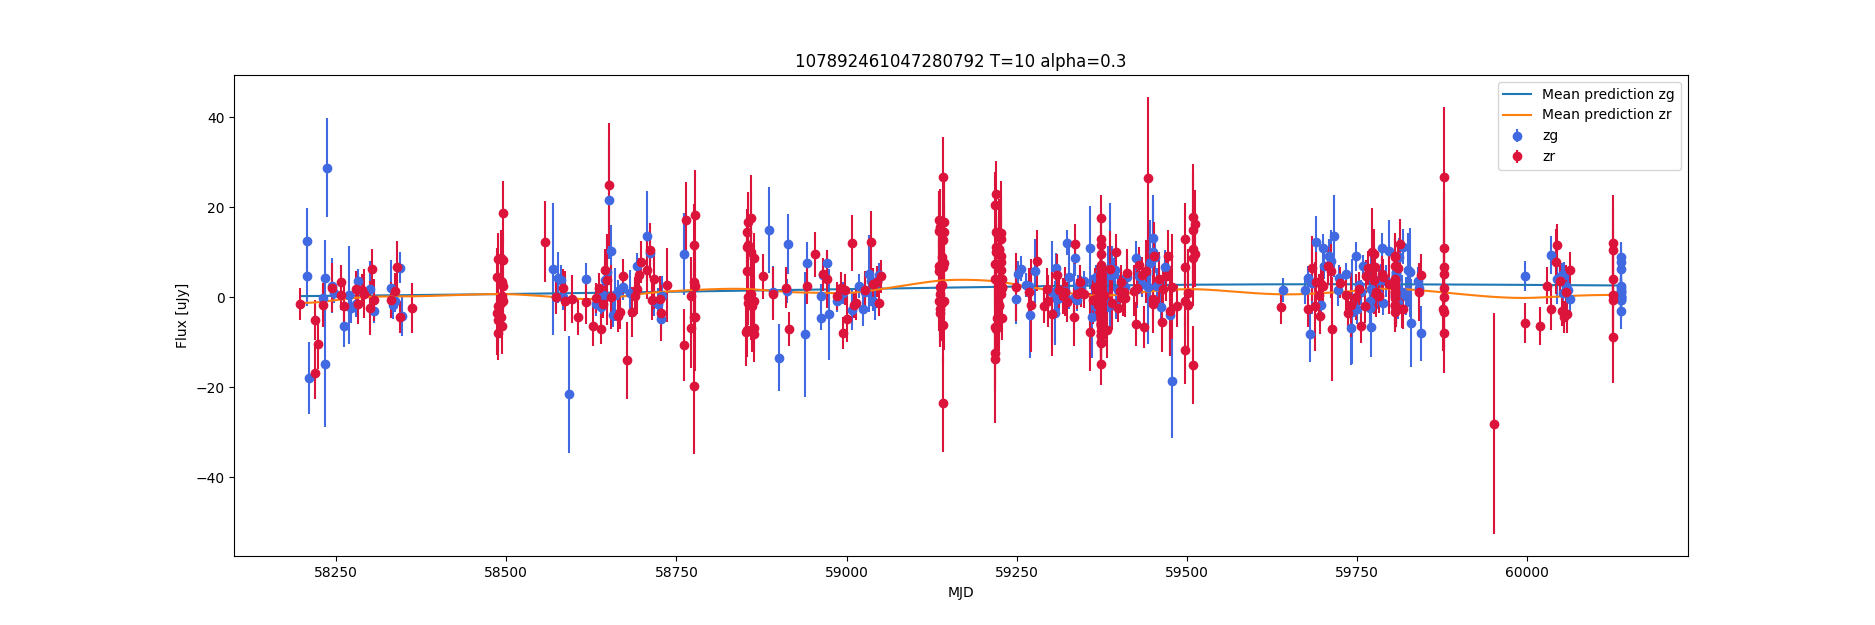 107892461047280792 T=10 alpha=0.3
Mean prediction zg
Mean prediction zr
zg
zr
Flux [uJy]
40
20
0
−20
−40
58250 58500 58750 59000 59250 59500 59750 60000
MJD